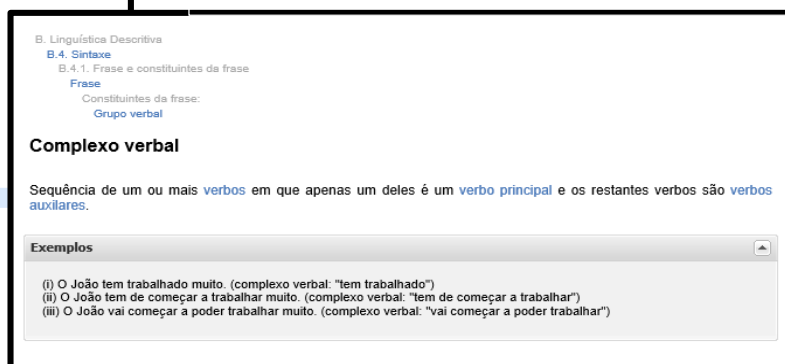 B. Linguística Descritiva
B.4. Sintaxe
B.4.1. Frase e constituintes da frase
Frase
Constituintes da frase:
Grupo verbal
Complexo verbal
Sequência de um ou mais verbos em que apenas um deles é um verbo principal e os restantes verbos são verbos
auxilares.
Exemplos
(i) O João tem trabalhado muito. (complexo verbal: "tem trabalhado")
(ii) O João tem de começar a trabalhar muito. (complexo verbal: "tem de começar a trabalhar")
(iii) O João vai começar a poder trabalhar muito. (complexo verbal: "vai começar a poder trabalhar")